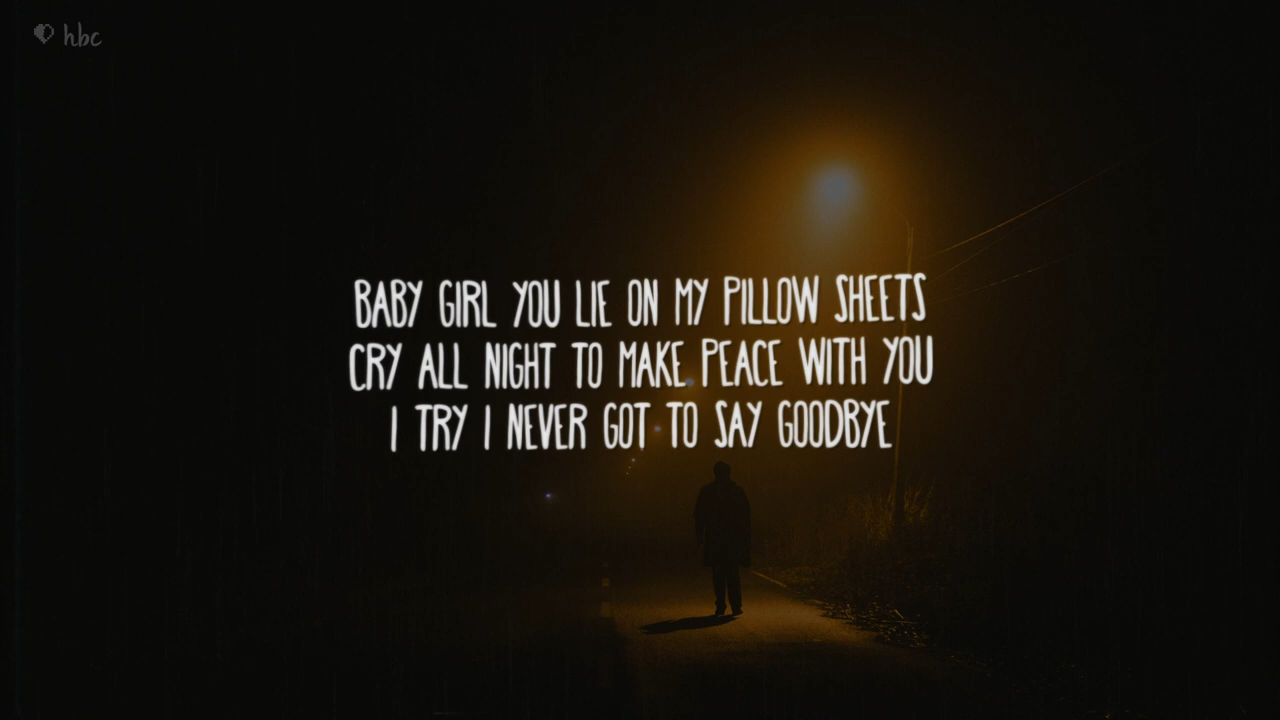 hbc
BABY GIRL YOU LIE ON MY PILLOW SHEETS
CRY ALL NIGHT TO MAKE PEACE WITH YOU
I TRY I NEVER GOT TO SAY GOODBYE